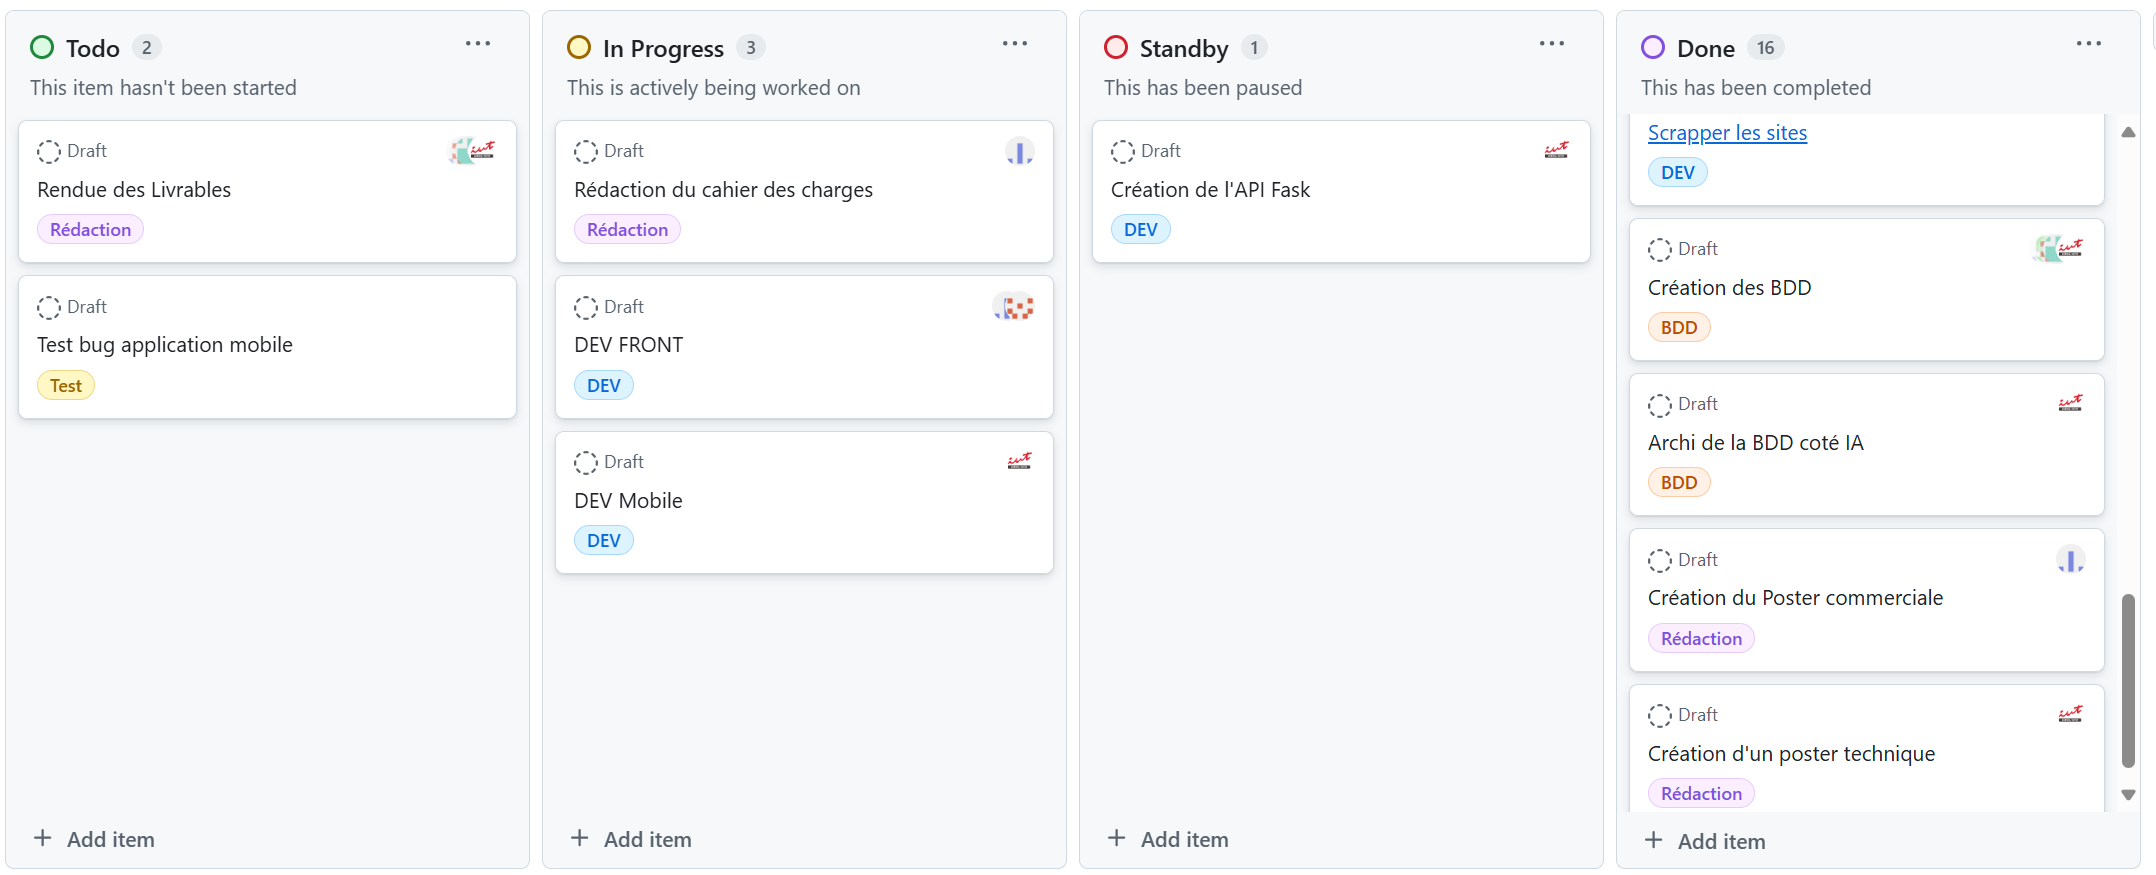 Todo 2
This item hasn't been started
Draft
Rendue des Livrables
Rédaction
Draft
Test bug application mobile
Test
+ Add item
In Progress 3
This is actively being worked on
Draft
Rédaction du cahier des charges
Rédaction
Draft
DEV FRONT
DEV
Draft
DEV Mobile
DEV
+ Add item
Standby 1
This has been paused
Draft
Création de l'API Fask
DEV
+ Add item
Done 16
This has been completed
Scrapper les sites
DEV
Draft
Création des BDD
BDD
Draft
Archi de la BDD coté IA
BDD
Draft
Création du Poster commerciale
Rédaction
Draft
Création d'un poster technique
Rédaction
+ Add item